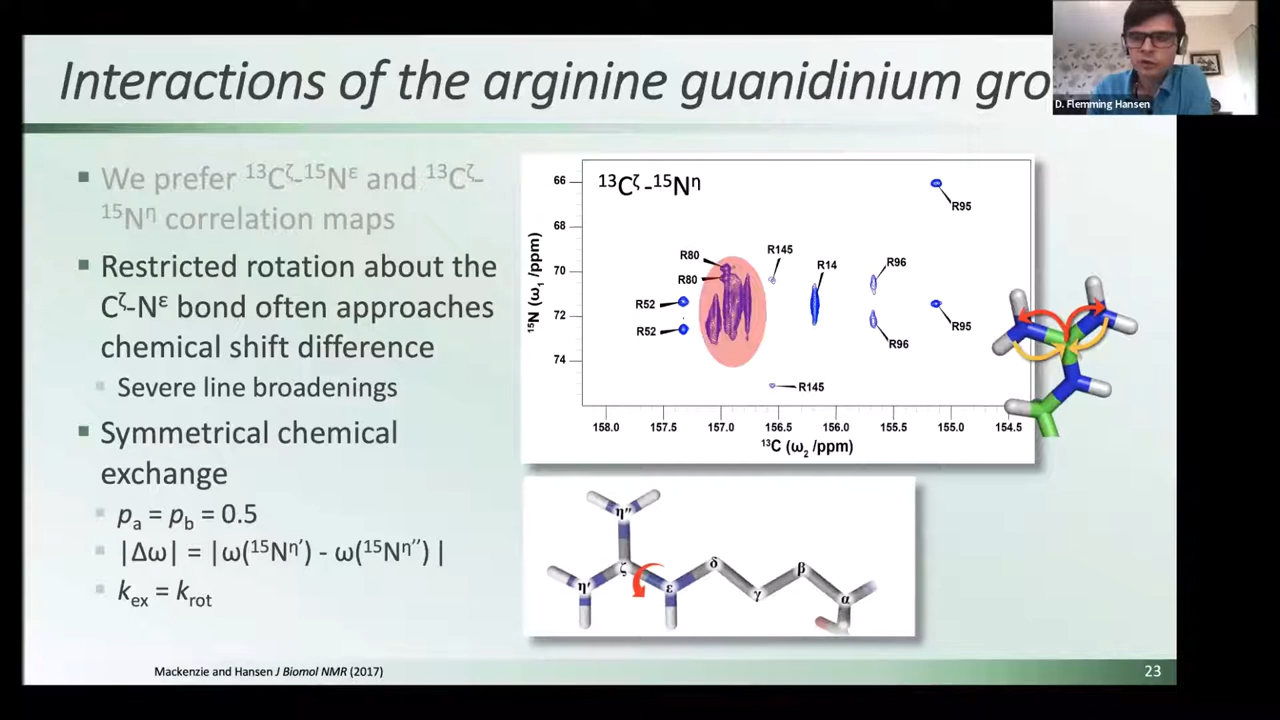 Interactions of the arginine guanidinium gro
D. Flemming Hansen
We prefer ¹³Cᶻ-¹⁵Nᵋ and ¹³Cᶻ-
¹⁵Nη correlation maps
Restricted rotation about the
Cζ-Nε bond often approaches
chemical shift difference
Severe line broadenings
Symmetrical chemical
exchange
pa = pb = 0.5
|Δω| = |ω(¹⁵Nη′) - ω(¹⁵Nη′′) |
kex = krot
¹³Cζ -¹⁵Nη
66
68
70
72
74
¹⁵N (ω₁ /ppm)
R95
R80
R80
R145
R14
R96
R52
R52
R95
R96
R145
158.0 157.5 157.0 156.5 156.0 155.5 155.0 154.5
¹³C (ω₂ /ppm)
η''
η'
ζ
ε
δ
γ
β
α
Mackenzie and Hansen J Biomol NMR (2017)
23